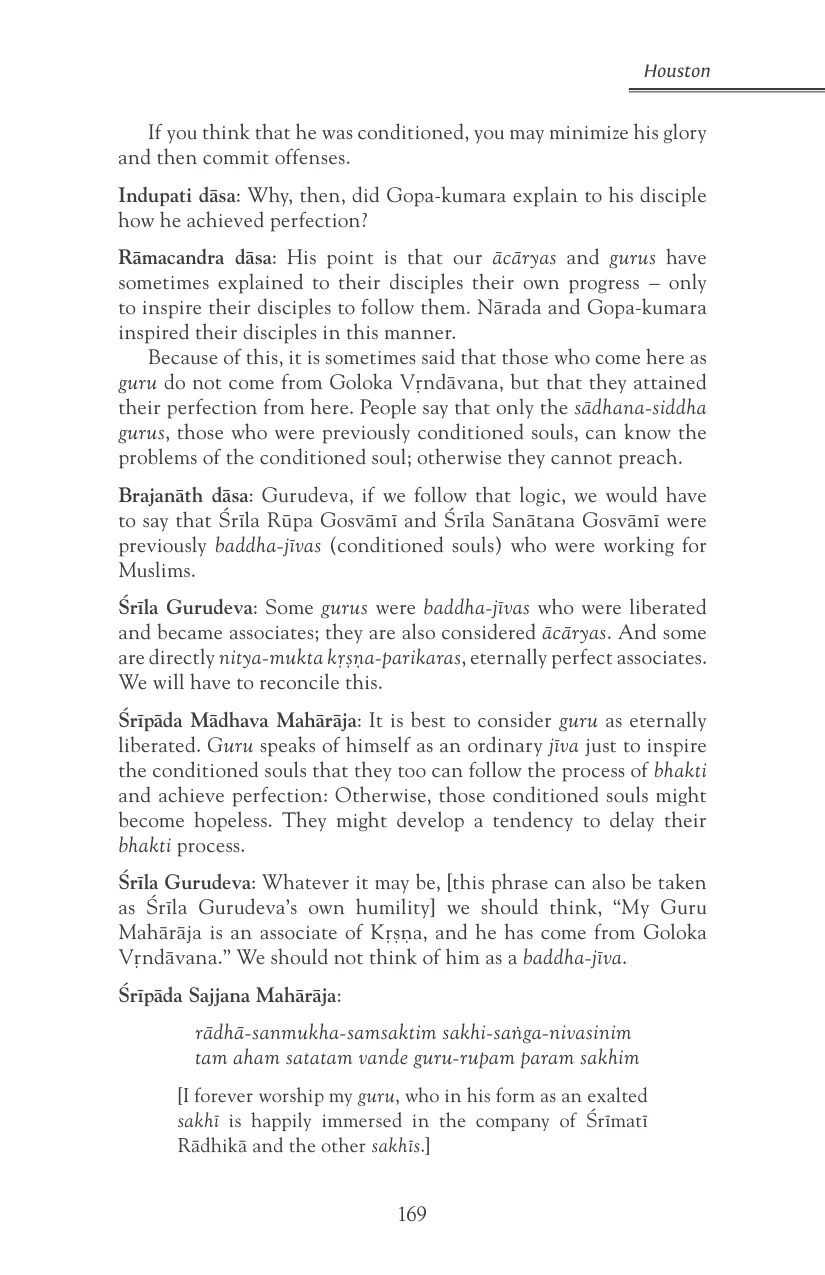 Houston
If you think that he was conditioned, you may minimize his glory
and then commit offenses.
Indupati dāsa: Why, then, did Gopa-kumara explain to his disciple
how he achieved perfection?
Rāmacandra dāsa: His point is that our ācāryas and gurus have
sometimes explained to their disciples their own progress – only
to inspire their disciples to follow them. Nārada and Gopa-kumara
inspired their disciples in this manner.
Because of this, it is sometimes said that those who come here as
guru do not come from Goloka Vṛndāvana, but that they attained
their perfection from here. People say that only the sādhana-siddha
gurus, those who were previously conditioned souls, can know the
problems of the conditioned soul; otherwise they cannot preach.
Brajanāth dāsa: Gurudeva, if we follow that logic, we would have
to say that Śrīla Rūpa Gosvāmī and Śrīla Sanātana Gosvāmī were
previously baddha-jīvas (conditioned souls) who were working for
Muslims.
Śrīla Gurudeva: Some gurus were baddha-jīvas who were liberated
and became associates; they are also considered ācāryas. And some
are directly nitya-mukta kṛṣṇa-parikaras, eternally perfect associates.
We will have to reconcile this.
Śrīpāda Mādhava Mahārāja: It is best to consider guru as eternally
liberated. Guru speaks of himself as an ordinary jīva just to inspire
the conditioned souls that they too can follow the process of bhakti
and achieve perfection: Otherwise, those conditioned souls might
become hopeless. They might develop a tendency to delay their
bhakti process.
Śrīla Gurudeva: Whatever it may be, [this phrase can also be taken
as Śrīla Gurudeva’s own humility] we should think, “My Guru
Mahārāja is an associate of Kṛṣṇa, and he has come from Goloka
Vṛndāvana.” We should not think of him as a baddha-jīva.
Śrīpāda Sajjana Mahārāja:
rādhā-sanmukha-samsaktim sakhi-saṅga-nivasinim
tam aham satatam vande guru-rupam param sakhim
[I forever worship my guru, who in his form as an exalted
sakhī is happily immersed in the company of Śrīmatī
Rādhikā and the other sakhīs.]
169